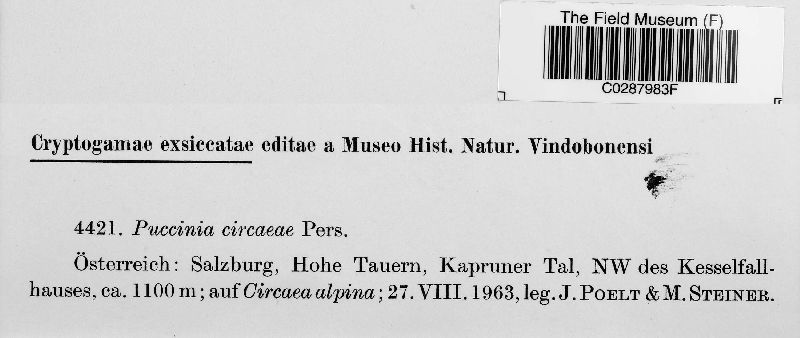 The Field Museum (F)
C0287983F
Cryptogamae exsiccatae editae a Museo Hist. Natur. Vindobonensi
4421. Puccinia circaeae Pers.
Österreich: Salzburg, Hohe Tauern, Kapruner Tal, NW des Kesselfall-
hauses, ca. 1100 m; auf Circaea alpina; 27. VIII. 1963, leg. J. POELT & M. STEINER.